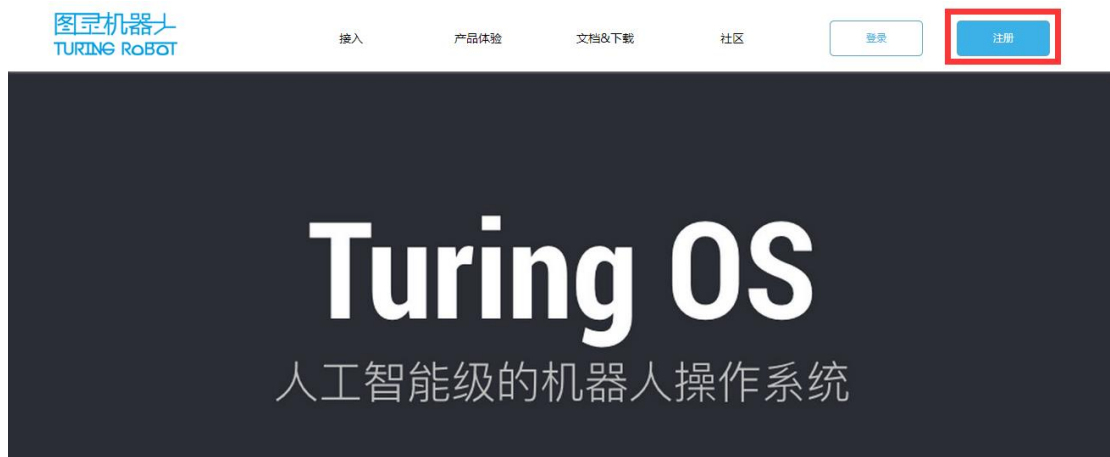 图灵机器人
TURING ROBOT
接入 产品体验 文档&下载 社区 登录 注册
Turing OS
人工智能级的机器人操作系统